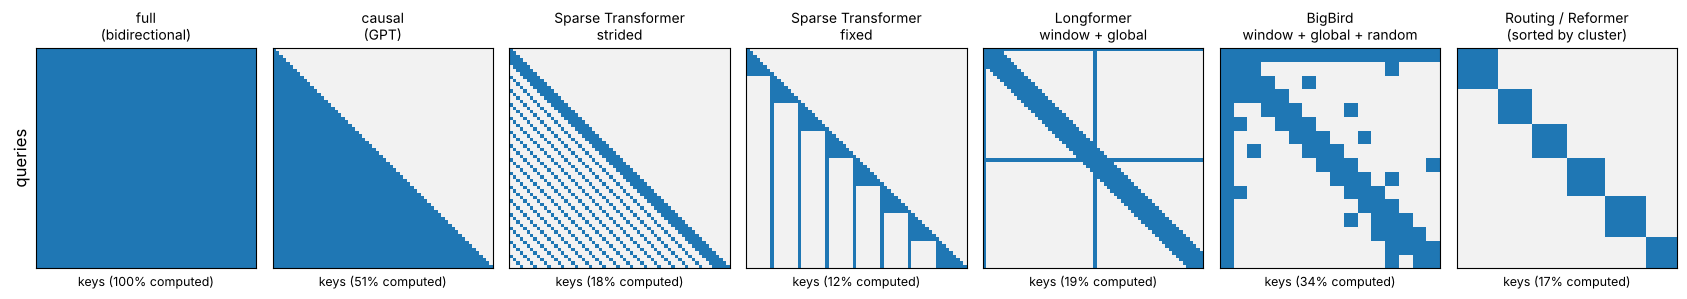 full
(bidirectional)
causal
(GPT)
Sparse Transformer
strided
Sparse Transformer
fixed
Longformer
window + global
BigBird
window + global + random
Routing / Reformer
(sorted by cluster)
queries
keys (100% computed)
keys (51% computed)
keys (18% computed)
keys (12% computed)
keys (19% computed)
keys (34% computed)
keys (17% computed)